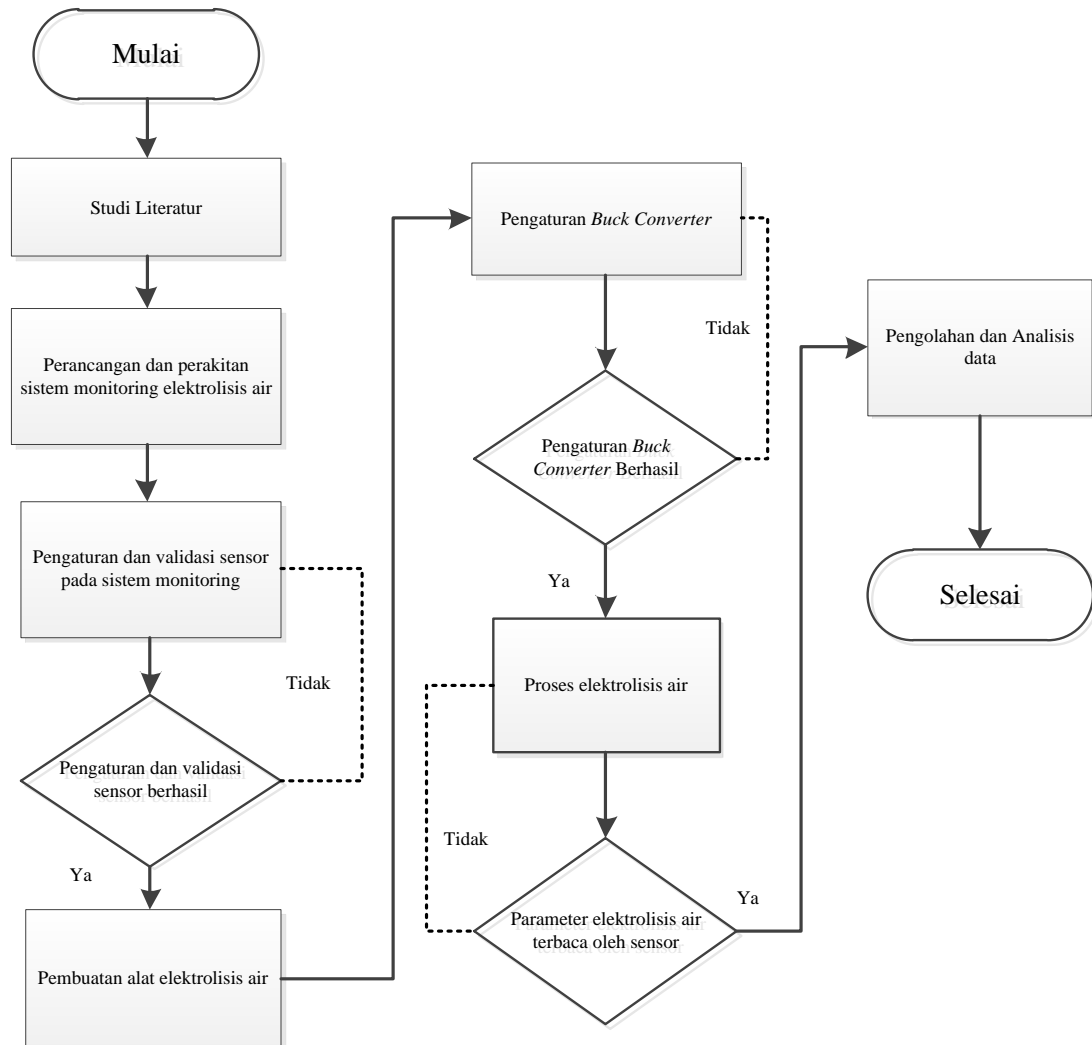 Mulai
Studi Literatur
Perancangan dan perakitan
sistem monitoring elektrolisis air
Pengaturan dan validasi sensor
pada sistem monitoring
Tidak
Pengaturan dan validasi
sensor berhasil
Ya
Pembuatan alat elektrolisis air
Pengaturan Buck Converter
Tidak
Pengaturan Buck
Converter Berhasil
Ya
Proses elektrolisis air
Tidak
Parameter elektrolisis air
terbaca oleh sensor
Ya
Pengolahan dan Analisis
data
Selesai